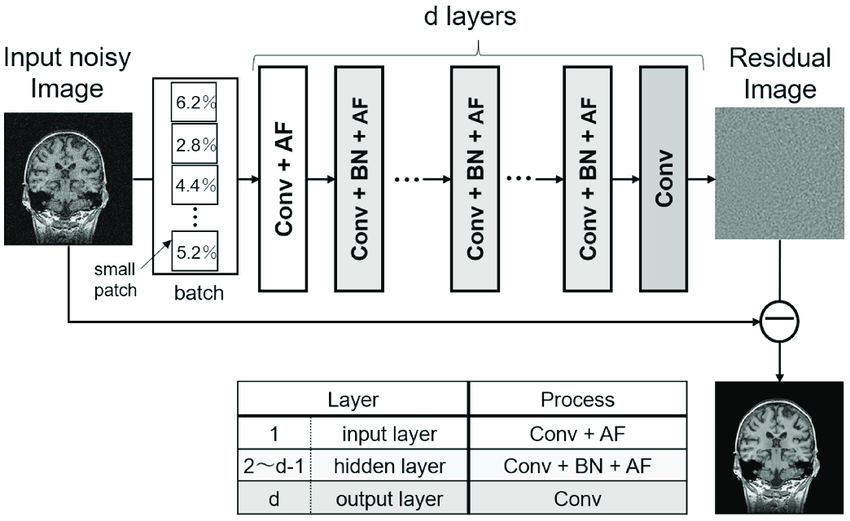 d layers
Input noisy
Image
Residual
Image
6.2%
2.8%
4.4%
5.2%
small
patch
batch
Conv + AF
Conv + BN + AF
Conv + BN + AF
Conv + BN + AF
Conv
Layer Process
1 input layer Conv + AF
2～d-1 hidden layer Conv + BN + AF
d output layer Conv